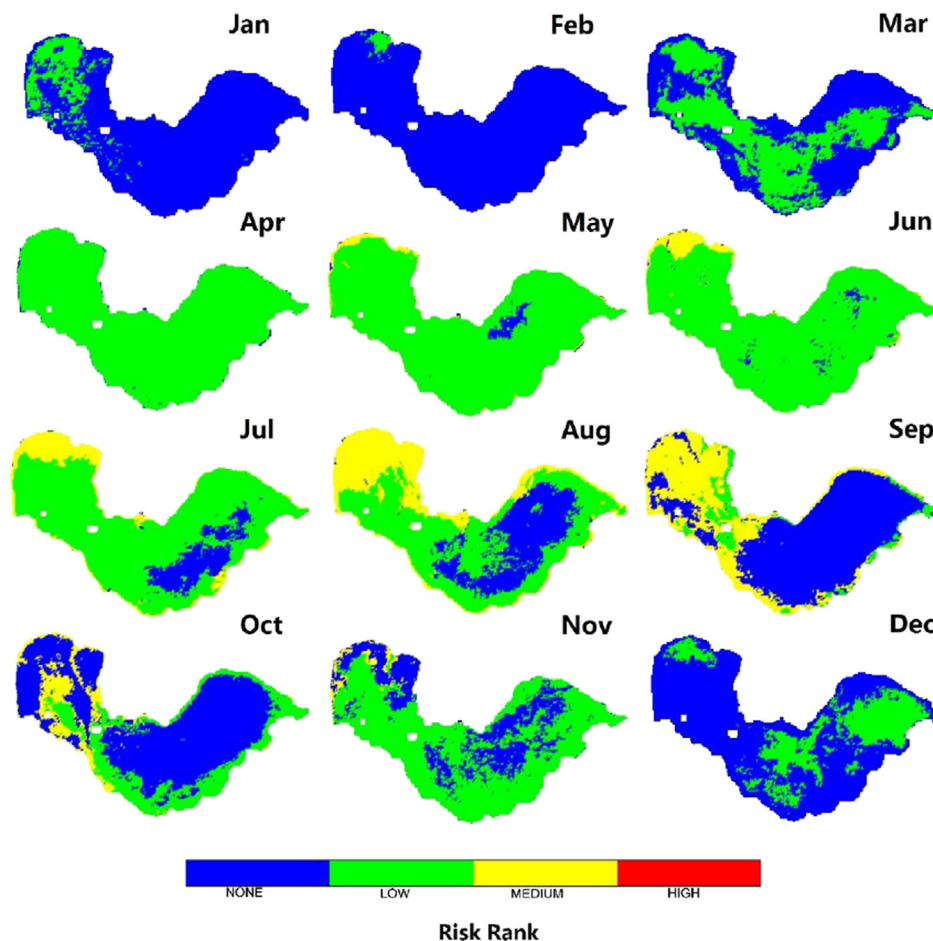 Jan
Feb
Mar
Apr
May
Jun
Jul
Aug
Sep
Oct
Nov
Dec
NONE
LOW
MEDIUM
HIGH
Risk Rank